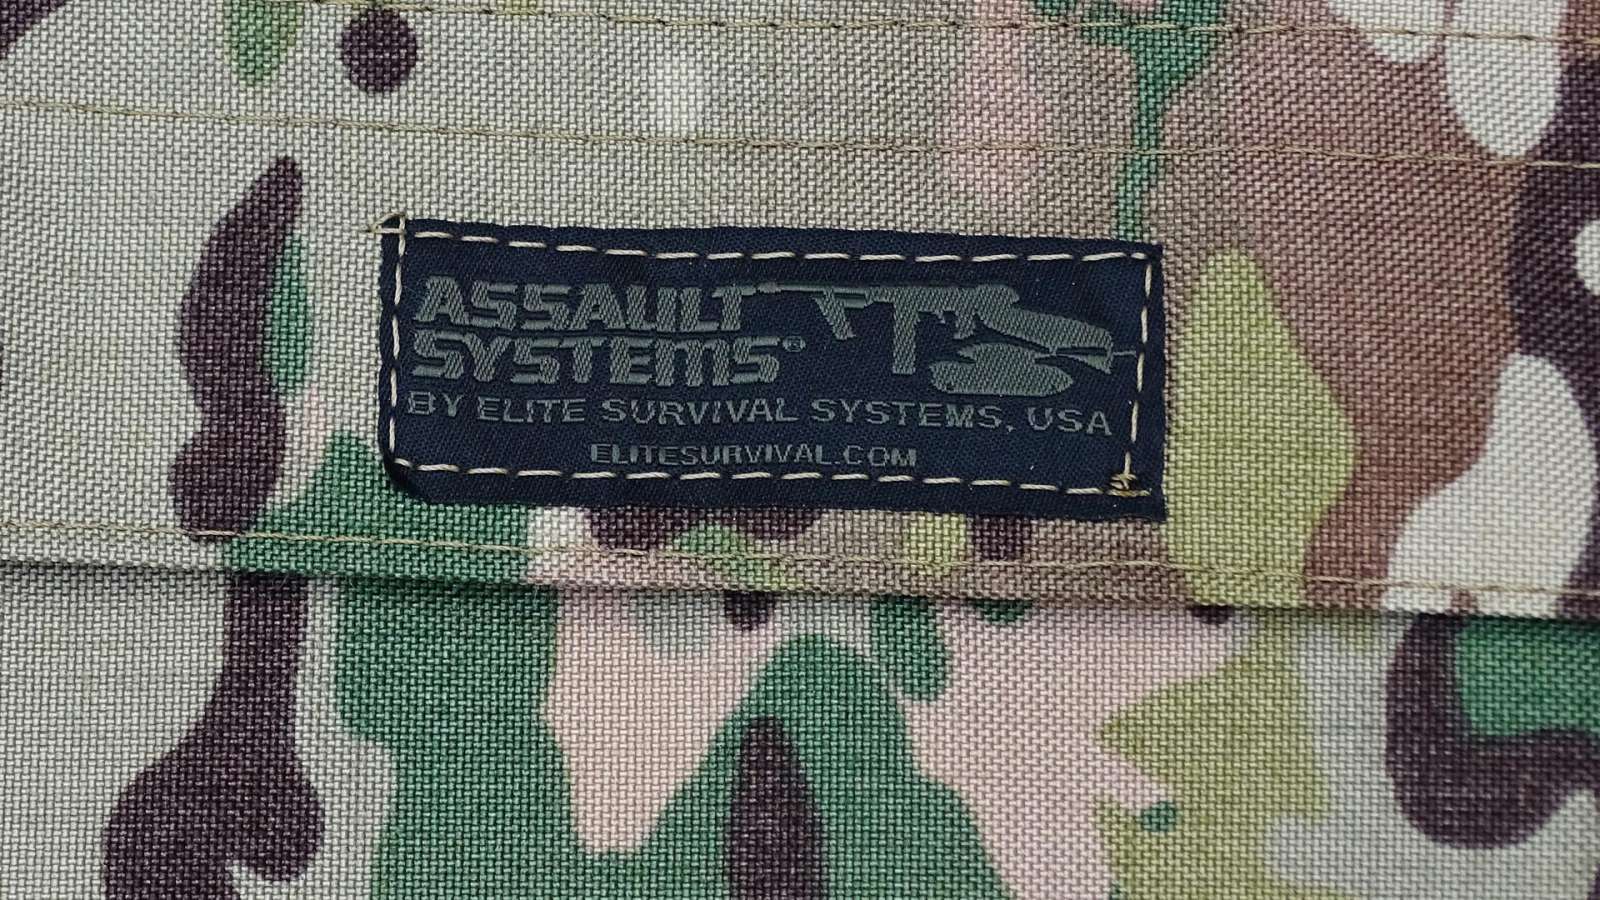 ASSAULT
SYSTEMS®
BY ELITE SURVIVAL SYSTEMS, USA
ELITESURVIVAL.COM